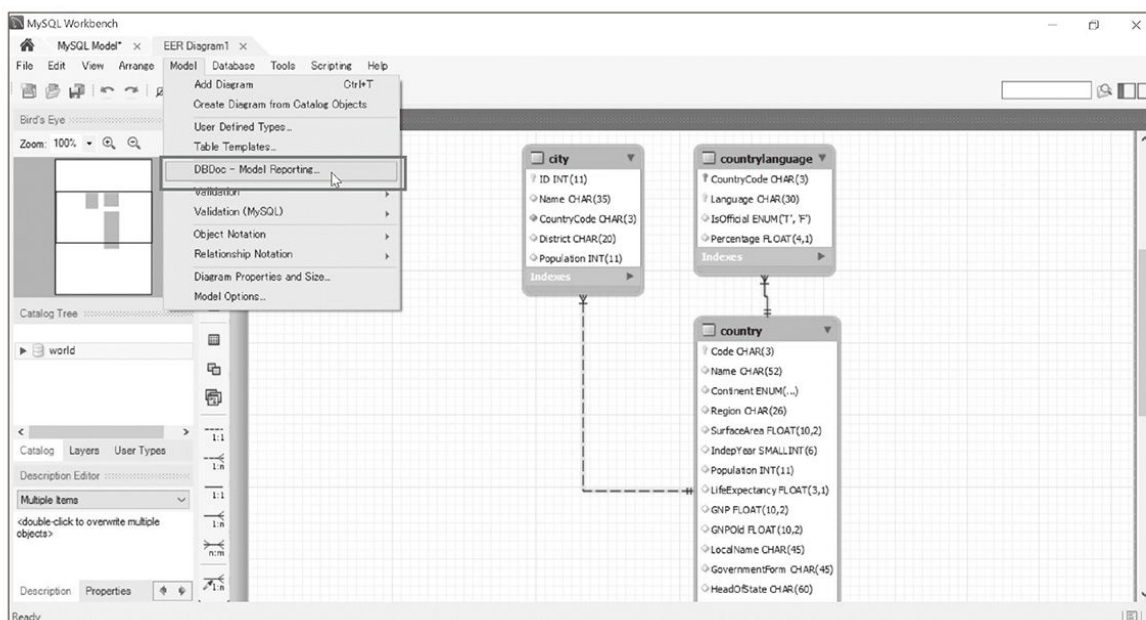 MySQL Workbench
MySQL Model* ×
EER Diagram1 ×
File Edit View Arrange Model Database Tools Scripting Help
Add Diagram Ctrl+T
Create Diagram from Catalog Objects
User Defined Types...
Table Templates...
DBDoc - Model Reporting...
Validation
Validation (MySQL)
Object Notation
Relationship Notation
Diagram Properties and Size...
Model Options...
Bird's Eye
Zoom: 100%
Catalog Tree
world
Catalog Layers User Types
Description Editor
Multiple Items
<double-click to overwrite multiple
objects>
Description Properties
1:1
1:n
1:1
1:n
n:m
1:n
city
ID INT(11)
Name CHAR(35)
CountryCode CHAR(3)
District CHAR(20)
Population INT(11)
Indexes
countrylanguage
CountryCode CHAR(3)
Language CHAR(30)
IsOfficial ENUM('T', 'F')
Percentage FLOAT(4,1)
Indexes
country
Code CHAR(3)
Name CHAR(52)
Continent ENUM(...)
Region CHAR(26)
SurfaceArea FLOAT(10,2)
IndepYear SMALLINT(6)
Population INT(11)
LifeExpectancy FLOAT(3,1)
GNP FLOAT(10,2)
GNPOld FLOAT(10,2)
LocalName CHAR(45)
GovernmentForm CHAR(45)
HeadOfState CHAR(60)
Ready